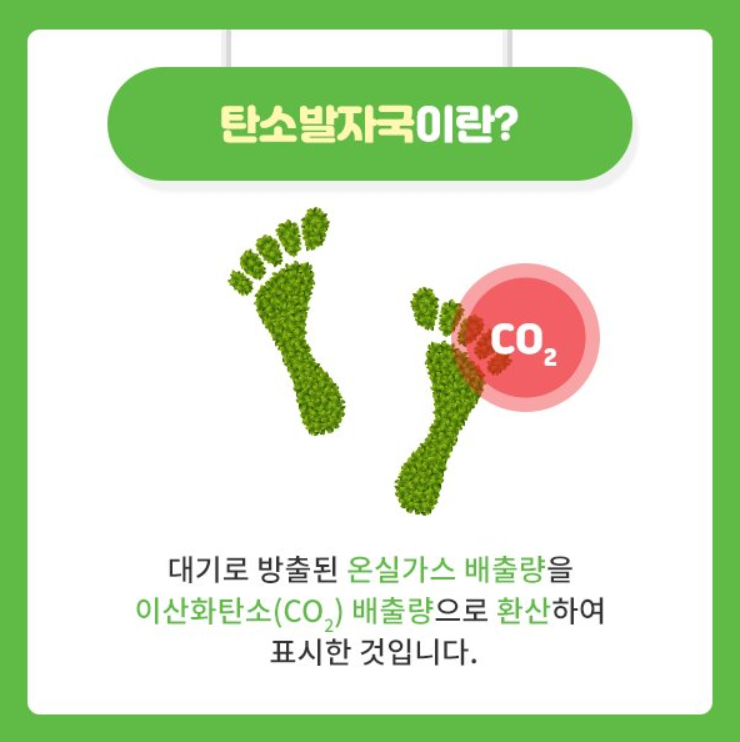 탄소발자국이란?
CO₂
대기로 방출된 온실가스 배출량을
이산화탄소(CO₂) 배출량으로 환산하여
표시한 것입니다.